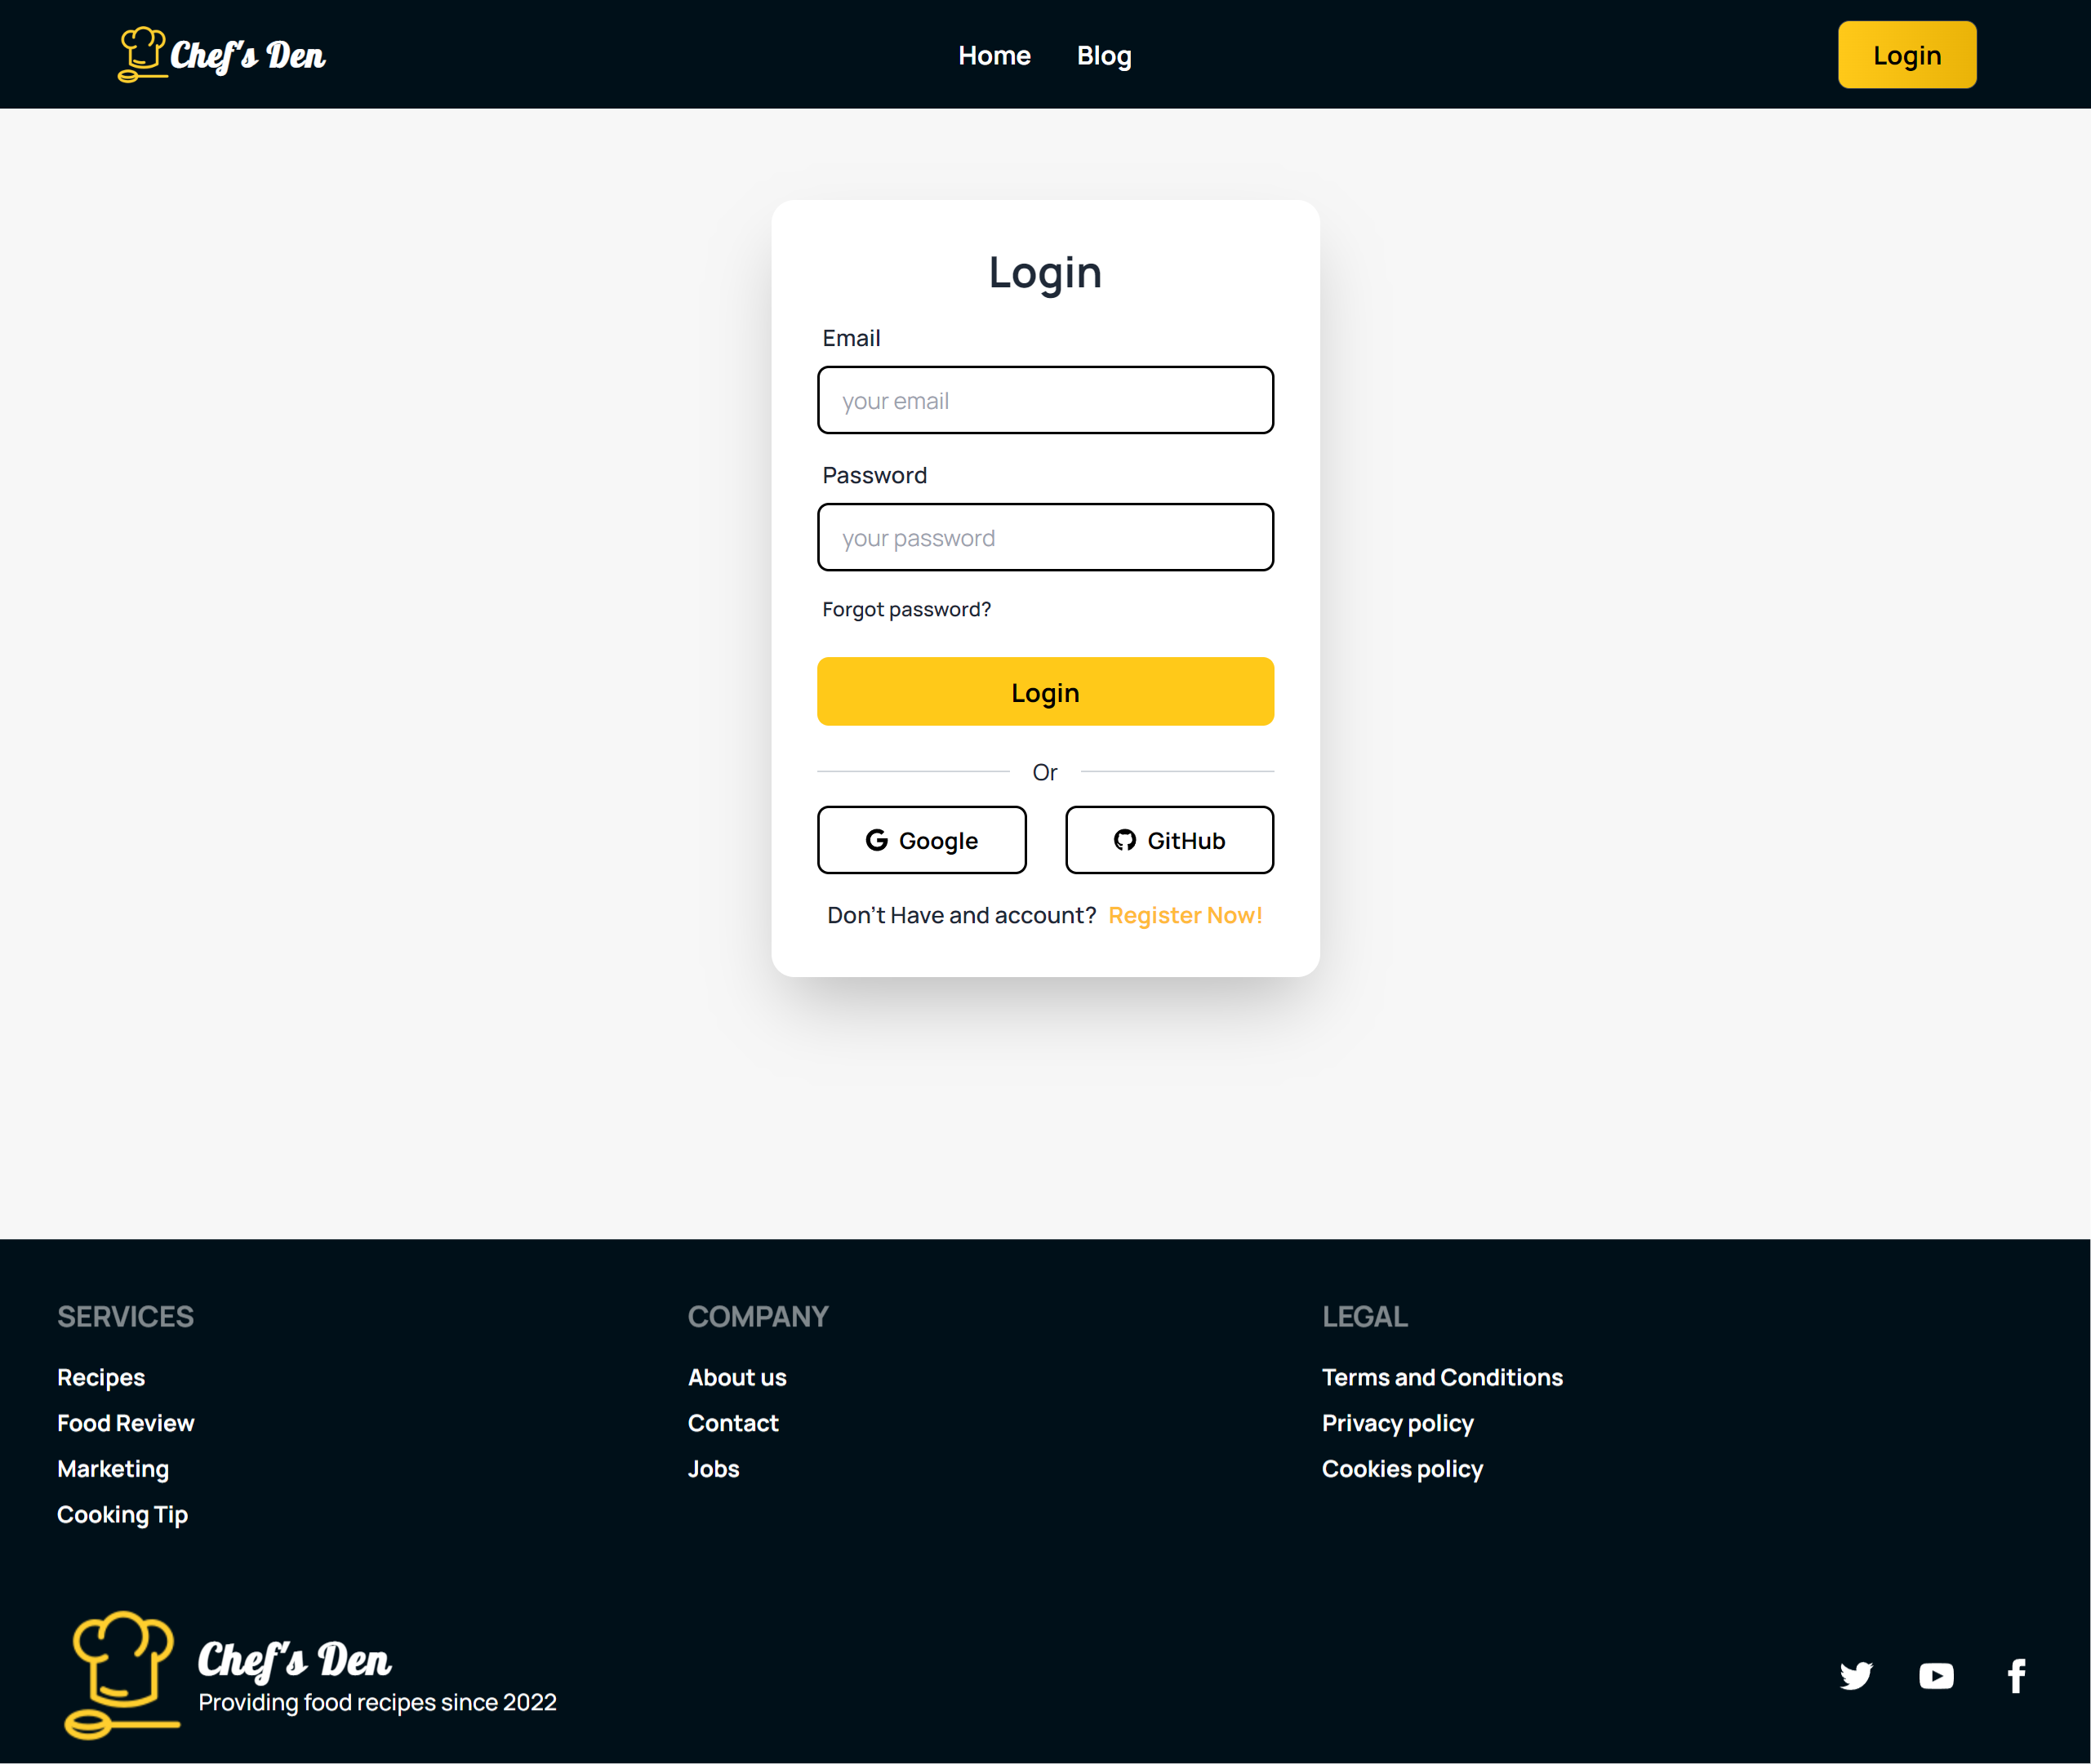 Chef's Den
Home
Blog
Login
Login
Email
your email
Password
your password
Forgot password?
Login
Or
Google
GitHub
Don't Have and account? Register Now!
SERVICES
Recipes
Food Review
Marketing
Cooking Tip
COMPANY
About us
Contact
Jobs
LEGAL
Terms and Conditions
Privacy policy
Cookies policy
Chef's Den
Providing food recipes since 2022